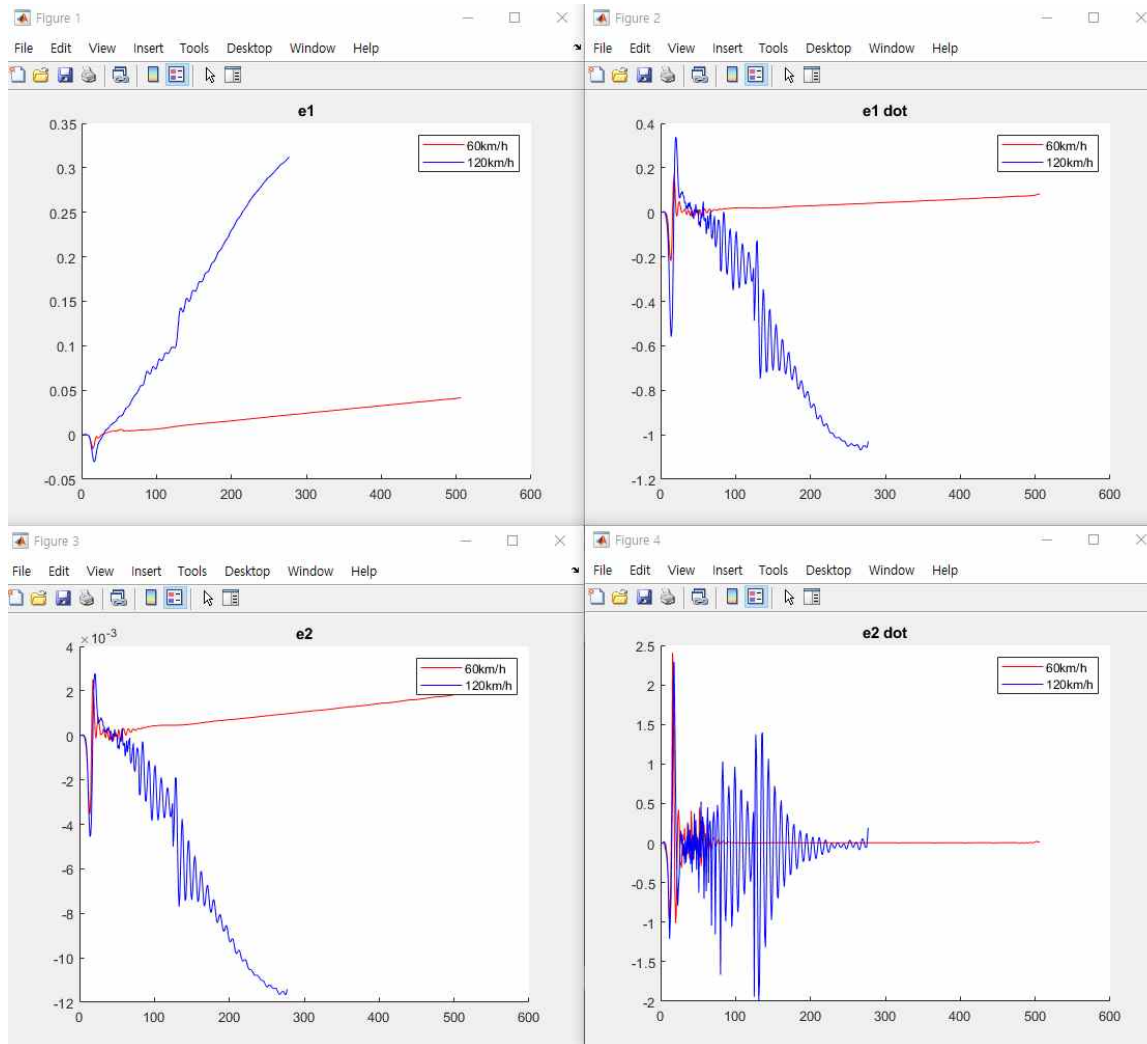 Figure 1
File Edit View Insert Tools Desktop Window Help
e1
0.35
0.3
0.25
0.2
0.15
0.1
0.05
0
-0.05
0 100 200 300 400 500 600
60km/h
120km/h
Figure 2
File Edit View Insert Tools Desktop Window Help
e1 dot
0.4
0.2
0
-0.2
-0.4
-0.6
-0.8
-1
-1.2
0 100 200 300 400 500 600
60km/h
120km/h
Figure 3
File Edit View Insert Tools Desktop Window Help
e2
×10-3
4
2
0
-2
-4
-6
-8
-10
-12
0 100 200 300 400 500 600
60km/h
120km/h
Figure 4
File Edit View Insert Tools Desktop Window Help
e2 dot
2.5
2
1.5
1
0.5
0
-0.5
-1
-1.5
-2
0 100 200 300 400 500 600
60km/h
120km/h